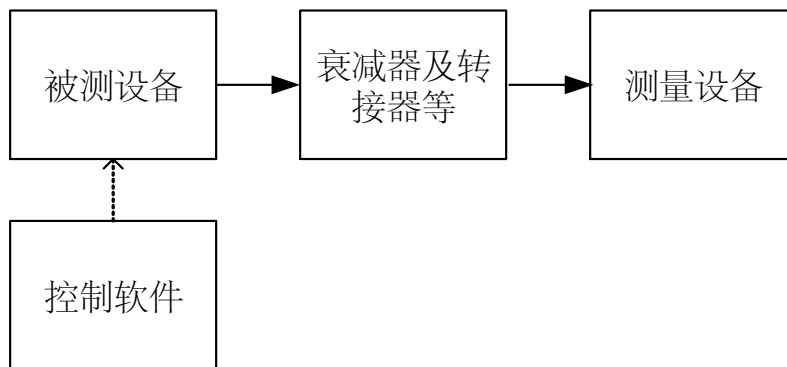 被测设备
衰减器及转
接器等
测量设备
控制软件